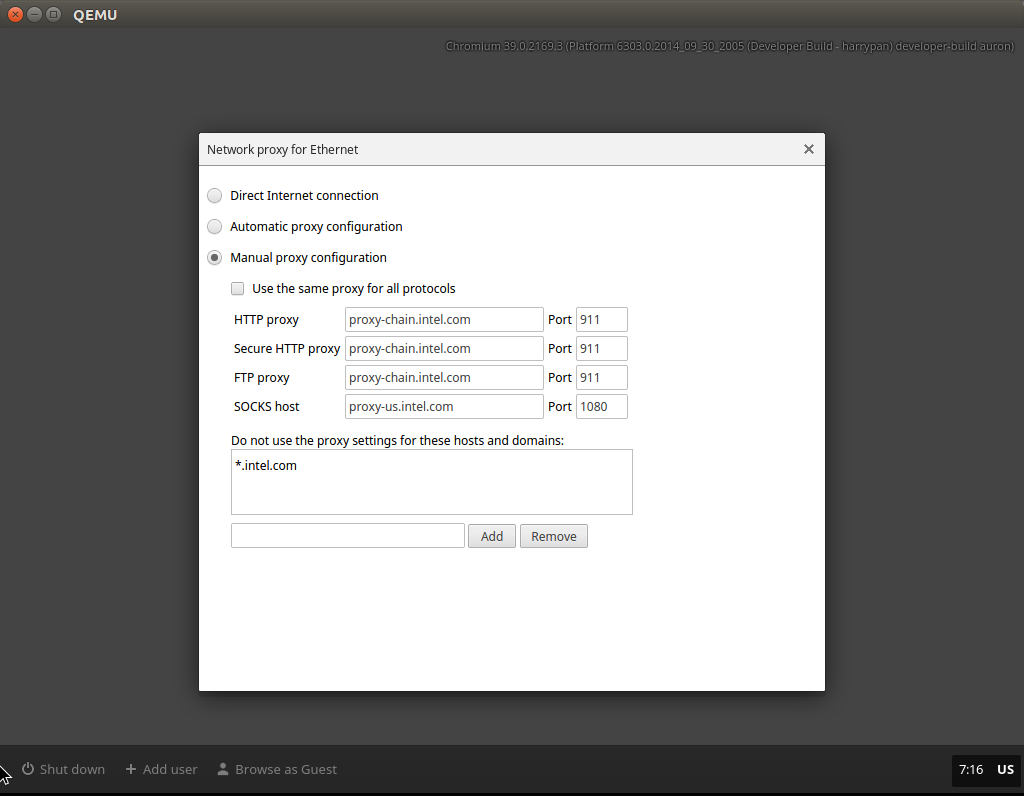 QEMU
Chromium 39.0.2169.3 (Platform 6303.0.2014_09_30_2005 (Developer Build - harrypan) developer-build auron)
Network proxy for Ethernet
Direct Internet connection
Automatic proxy configuration
Manual proxy configuration
Use the same proxy for all protocols
HTTP proxy proxy-chain.intel.com Port 911
Secure HTTP proxy proxy-chain.intel.com Port 911
FTP proxy proxy-chain.intel.com Port 911
SOCKS host proxy-us.intel.com Port 1080
Do not use the proxy settings for these hosts and domains:
*.intel.com
Add Remove
Shut down Add user Browse as Guest 7:16 US